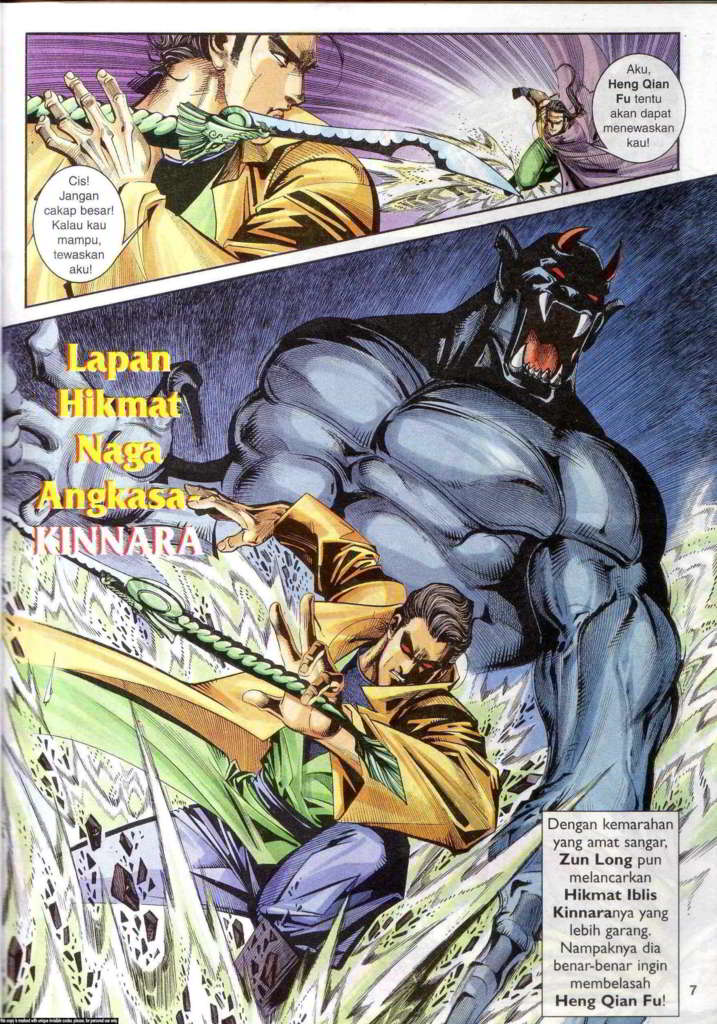 Aku,
Heng Qian
Fu tentu
akan dapat
menewaskan
kau!
Cis!
Jangan
cakap besar!
Kalau kau
mampu,
tewaskan
aku!
Lapan
Hikmat
Naga
Angkasa-
KINNARA
Dengan kemarahan
yang amat sangar,
Zun Long pun
melancarkan
Hikmat Iblis
Kinnaranya yang
lebih garang.
Nampaknya dia
benar-benar ingin
membelasah
Heng Qian Fu!
7